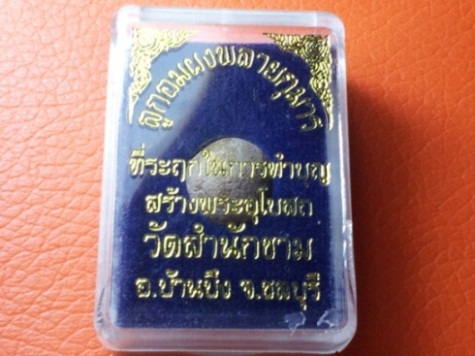 ลูกอมผงพลายกุมาร
ที่ระฤกในการทำบุญ
สร้างพระอุโบสถ
วัดสำนักขาม
อ.บ้านบึง จ.ชลบุรี